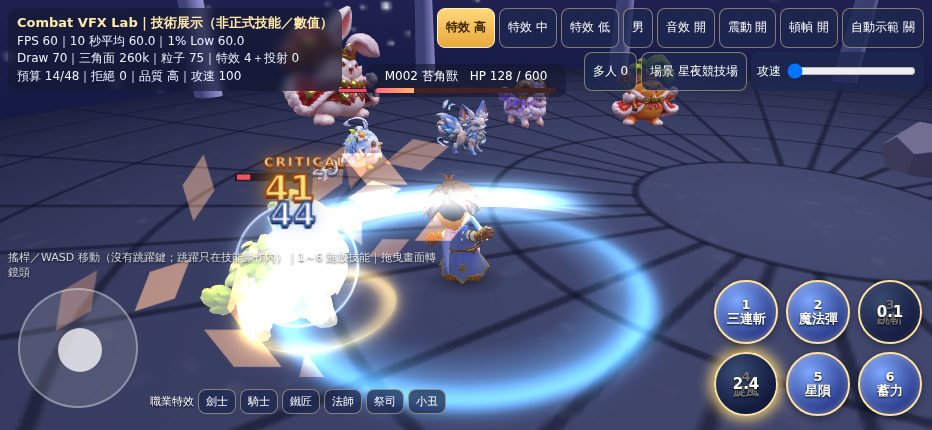 Combat VFX Lab｜技術展示（非正式技能／數值）
FPS 60｜10 秒平均 60.0｜1% Low 60.0
Draw 70｜三角面 260k｜粒子 75｜特效 4＋投射 0
預算 14/48｜拒絕 0｜品質 高｜攻速 100
特效 高
特效 中
特效 低
男
音效 開
震動 開
頓幀 開
自動示範 關
多人 0
場景 星夜競技場
攻速
M002 苔角獸 HP 128 / 600
CRITICAL
41
44
搖桿／WASD 移動（沒有跳躍鍵；跳躍只在技能動作內）｜1～6 施放技能｜拖曳畫面轉
鏡頭
1
三連斬
2
魔法彈
3
0.1
跳斬
4
2.4
旋風
5
星隕
6
蓄力
職業特效
劍士
騎士
鐵匠
法師
祭司
小丑